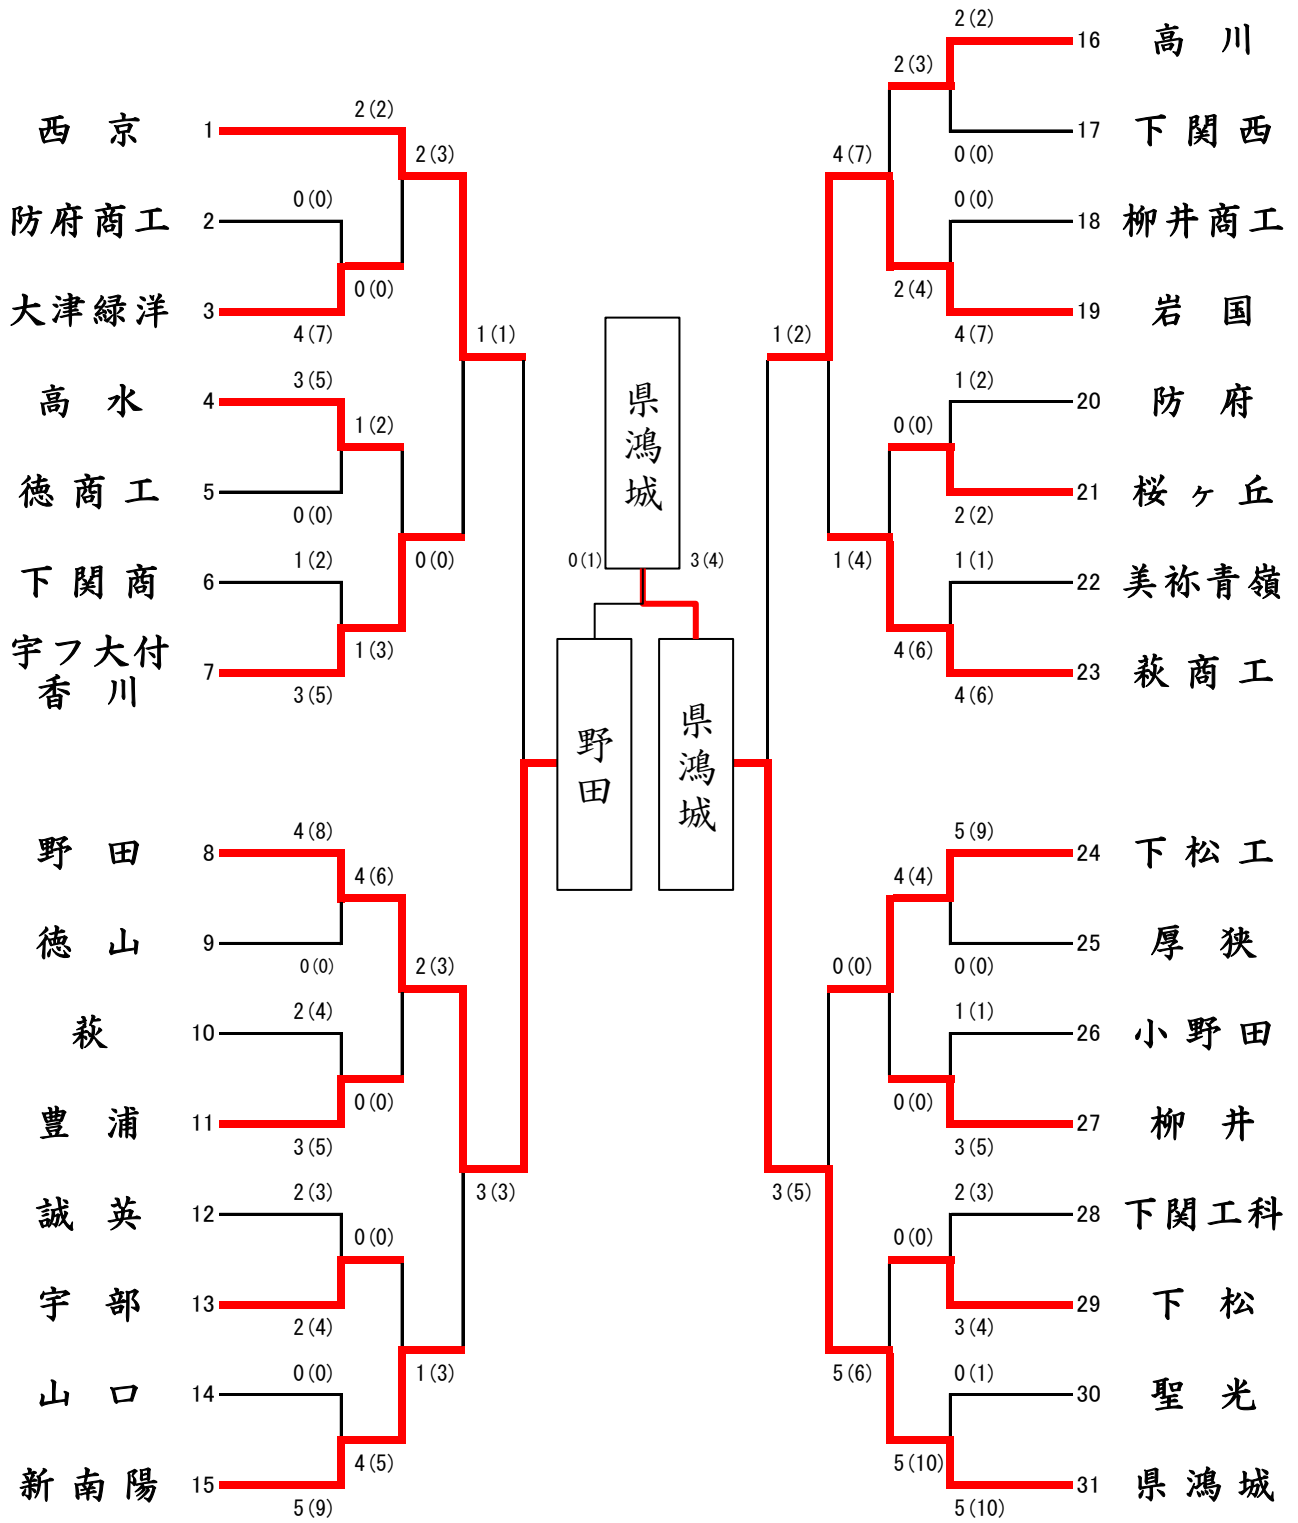 2(2)
16 高川
2(3)
17 下関西
0(0)
4(7)
0(0)
18 柳井商工
2(4)
19 岩国
4(7)
1(2)
1(2)
20 防府
0(0)
21 桜ヶ丘
2(2)
1(4)
1(1)
22 美祢青嶺
4(6)
23 萩商工
4(6)
西京 1
2(2)
2(3)
防府商工 2
0(0)
大津緑洋 3
0(0)
4(7)
1(1)
高水 4
3(5)
1(2)
徳商工 5
0(0)
0(0)
下関商 6
1(2)
宇フ大付
香川
7
1(3)
3(5)
県鴻城
0(1)
3(4)
野田
県鴻城
野田 8
4(8)
4(6)
徳山 9
0(0)
2(3)
萩 10
2(4)
豊浦 11
0(0)
3(5)
3(3)
誠英 12
2(3)
0(0)
宇部 13
2(4)
1(3)
山口 14
0(0)
新南陽 15
4(5)
5(9)
5(9)
24 下松工
4(4)
25 厚狭
0(0)
0(0)
1(1)
26 小野田
0(0)
27 柳井
3(5)
3(5)
2(3)
28 下関工科
0(0)
29 下松
3(4)
5(6)
0(1)
30 聖光
5(10)
31 県鴻城
5(10)